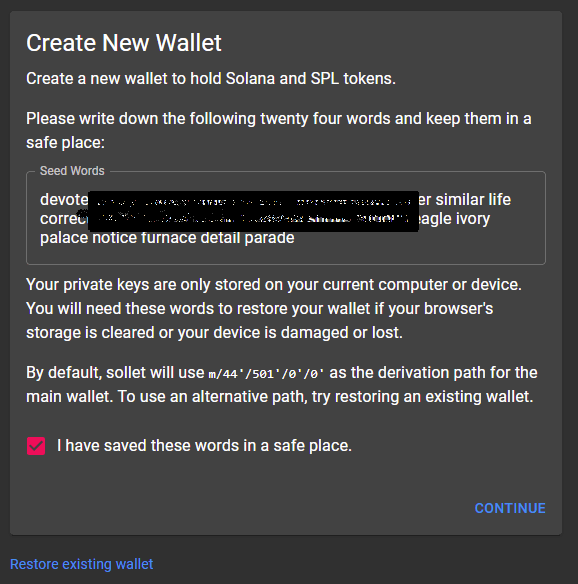 Create New Wallet
Create a new wallet to hold Solana and SPL tokens.
Please write down the following twenty four words and keep them in a
safe place:
Seed Words
devote similar life
eagle ivory
palace notice furnace detail parade
Your private keys are only stored on your current computer or device.
You will need these words to restore your wallet if your browser's
storage is cleared or your device is damaged or lost.
By default, sollet will use m/44'/501'/0'/0' as the derivation path for the
main wallet. To use an alternative path, try restoring an existing wallet.
I have saved these words in a safe place.
CONTINUE
Restore existing wallet